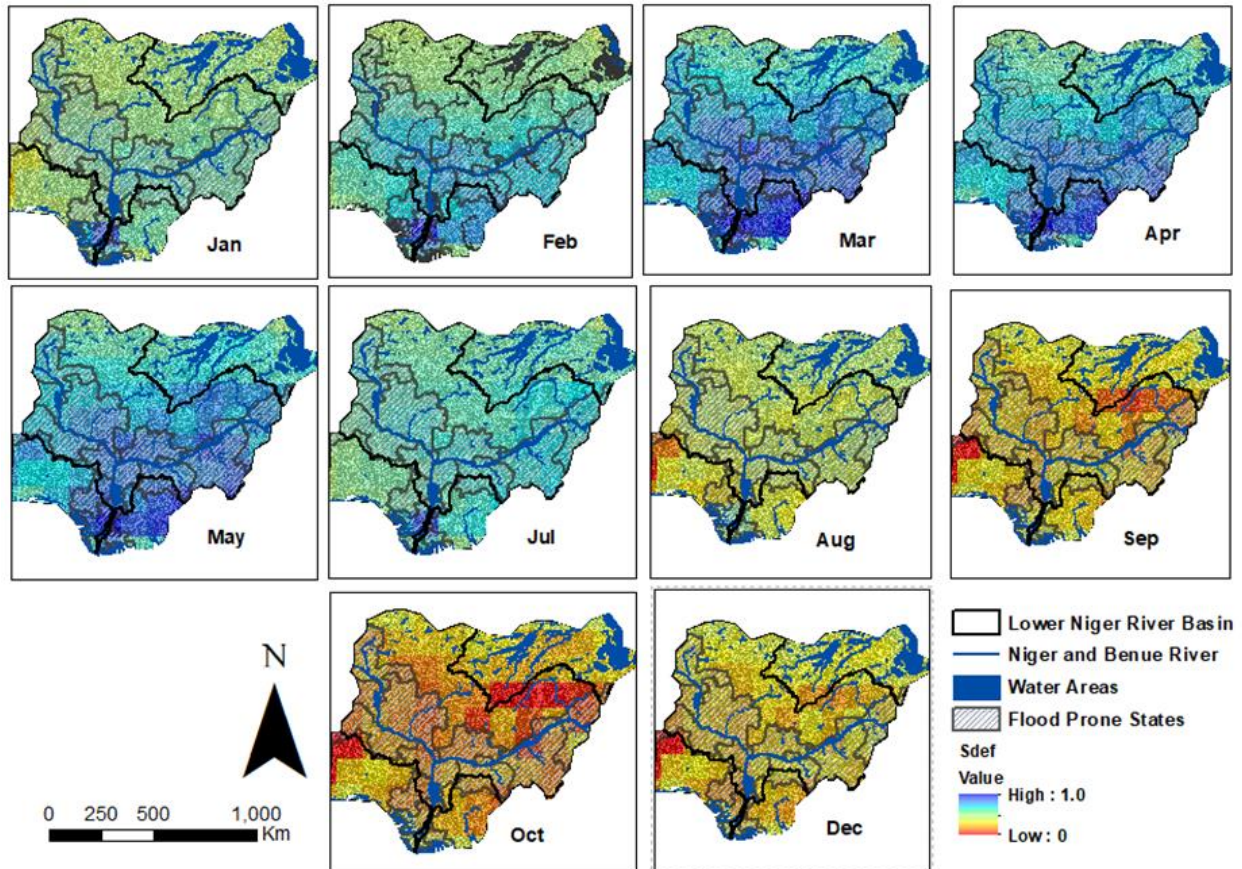 Jan
Feb
Mar
Apr
May
Jul
Aug
Sep
Oct
Dec
N
0 250 500 1,000
Km
Lower Niger River Basin
Niger and Benue River
Water Areas
Flood Prone States
Sdef
Value
High : 1.0
Low : 0